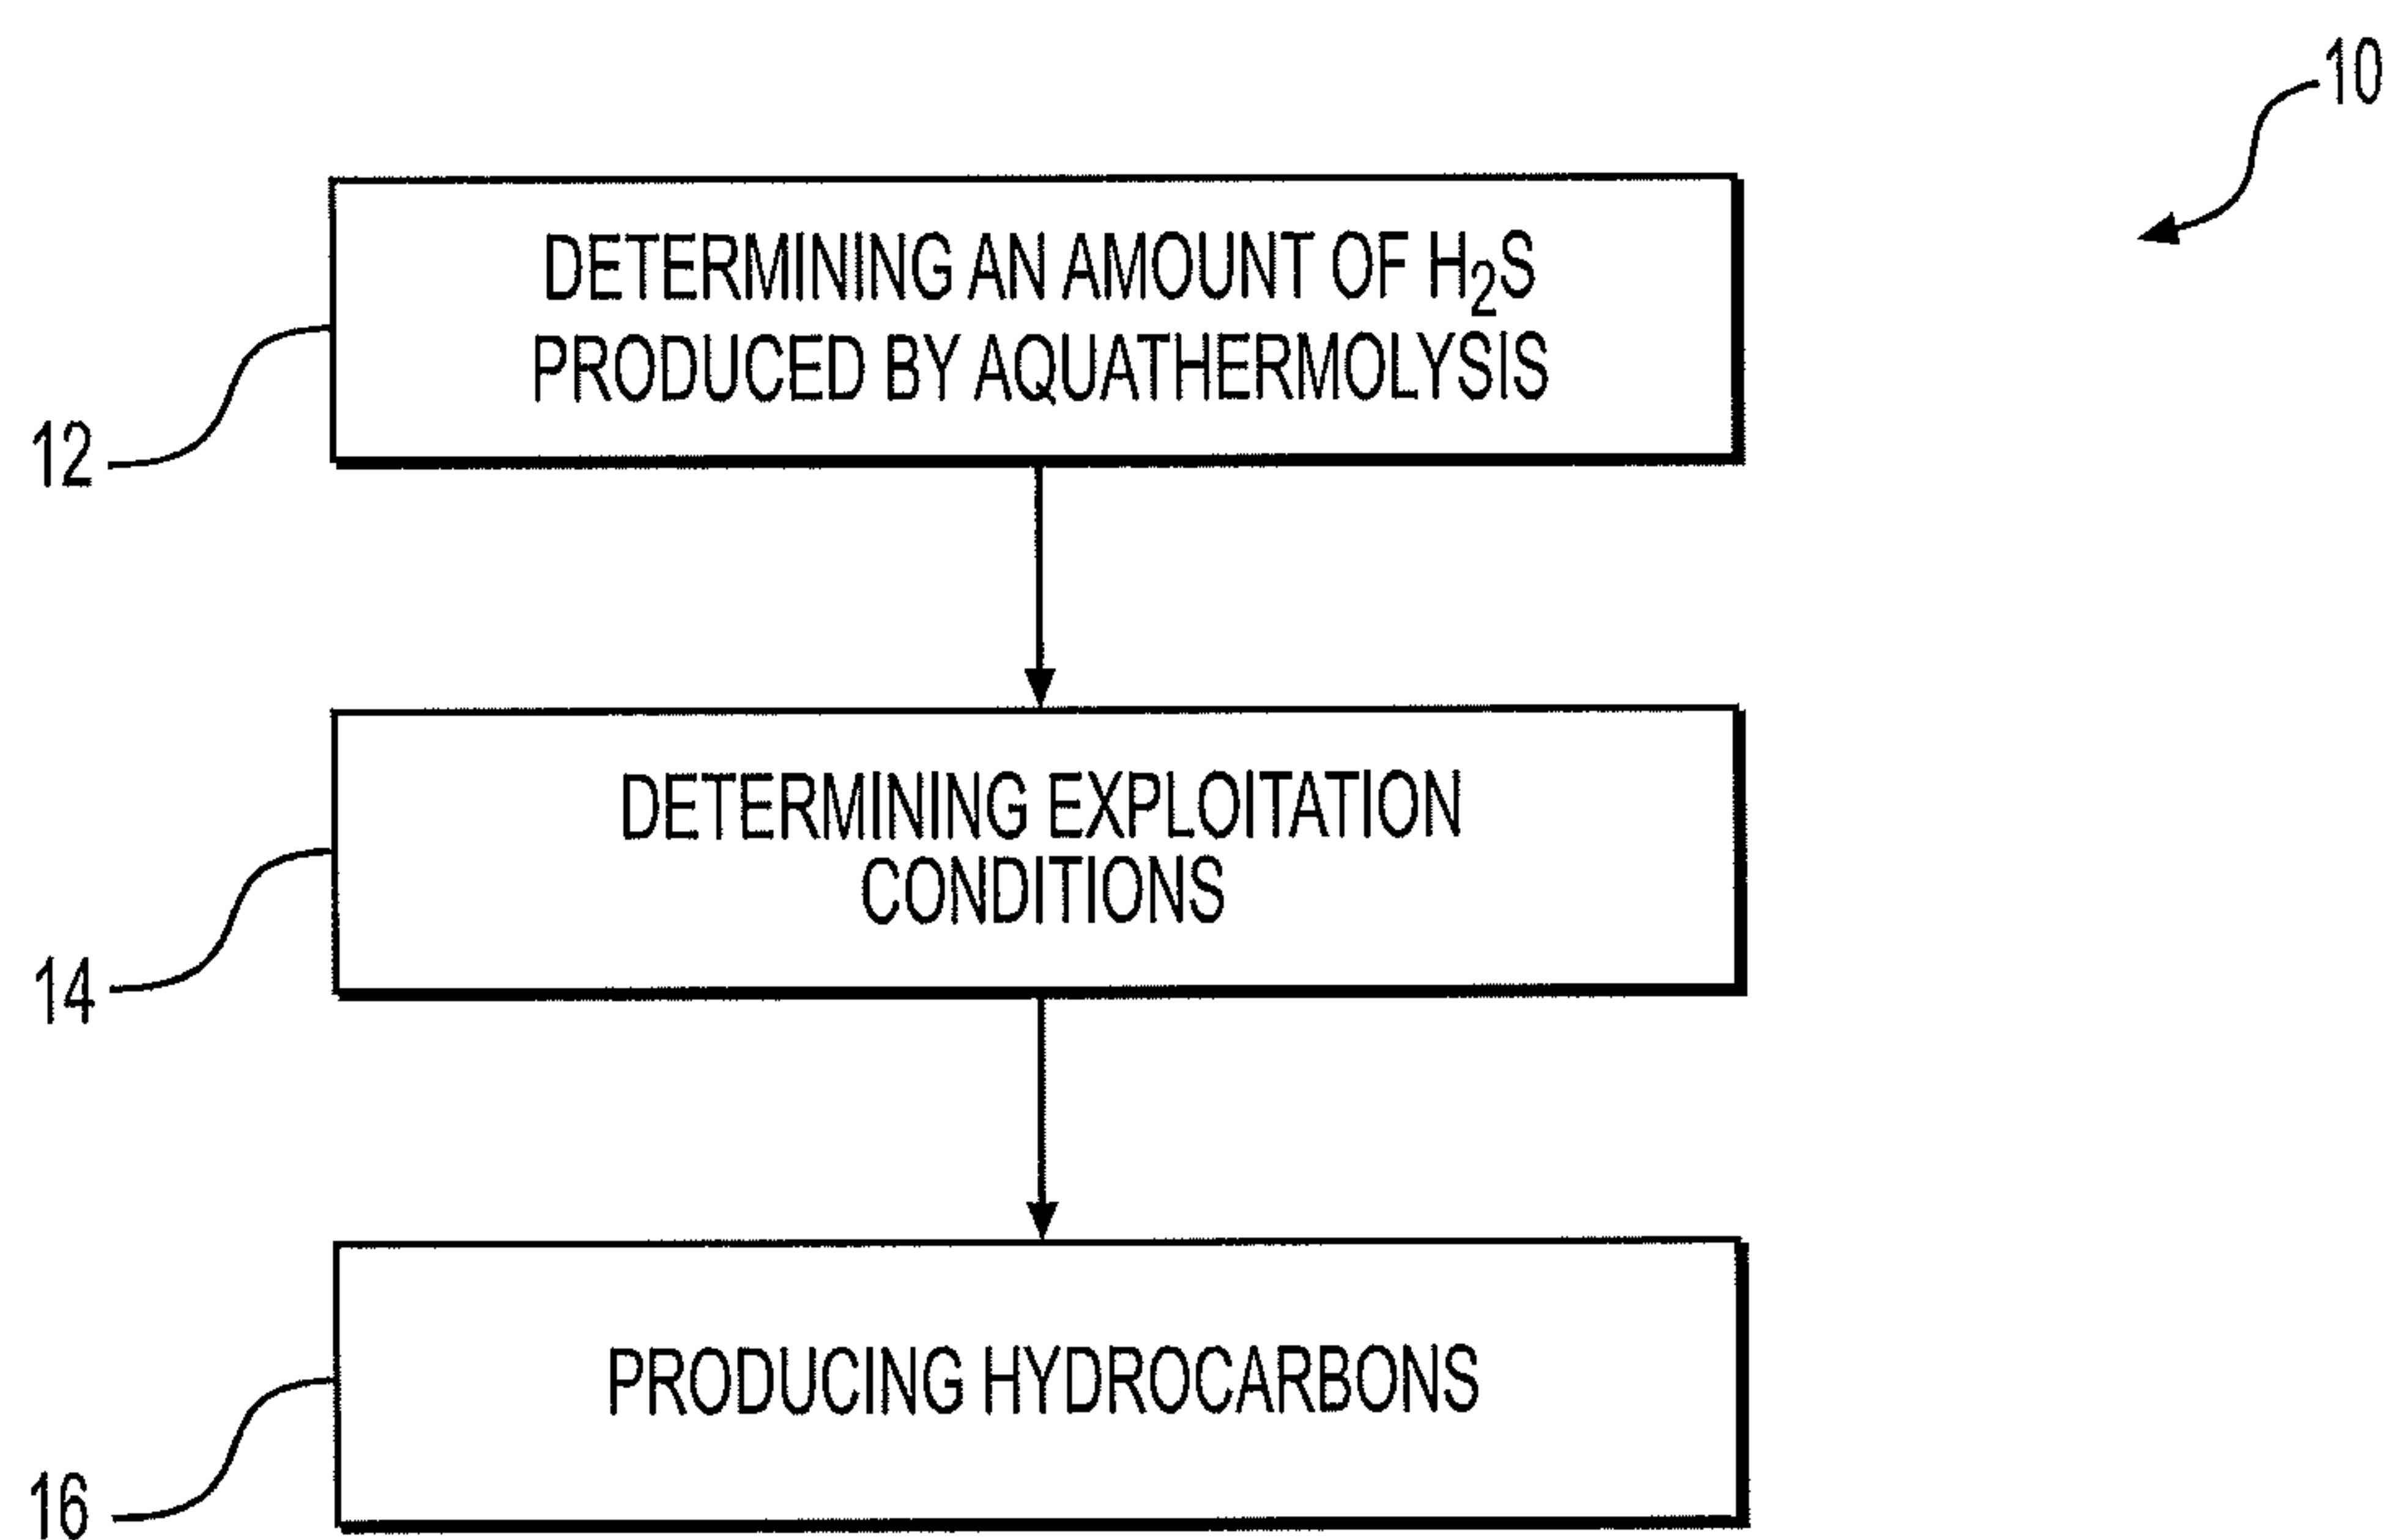 10
DETERMINING AN AMOUNT OF H₂S
PRODUCED BY AQUATHERMOLYSIS
12
DETERMINING EXPLOITATION
CONDITIONS
14
PRODUCING HYDROCARBONS
16